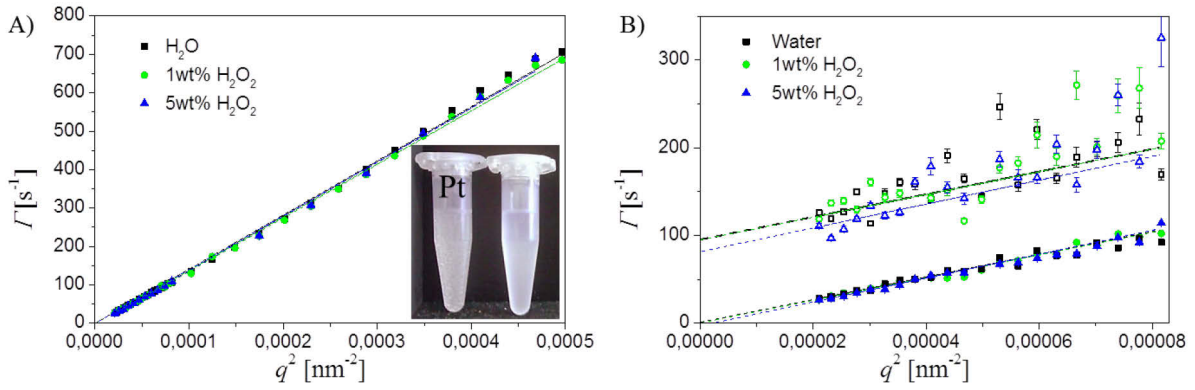 A)
800
700
600
500
400
300
200
100
0
Γ [s⁻¹]
H₂O
1wt% H₂O₂
5wt% H₂O₂
Pt
0,0000 0,0001 0,0002 0,0003 0,0004 0,0005
q² [nm⁻²]
B)
300
200
100
0
Γ [s⁻¹]
Water
1wt% H₂O₂
5wt% H₂O₂
0,00000 0,00002 0,00004 0,00006 0,00008
q² [nm⁻²]